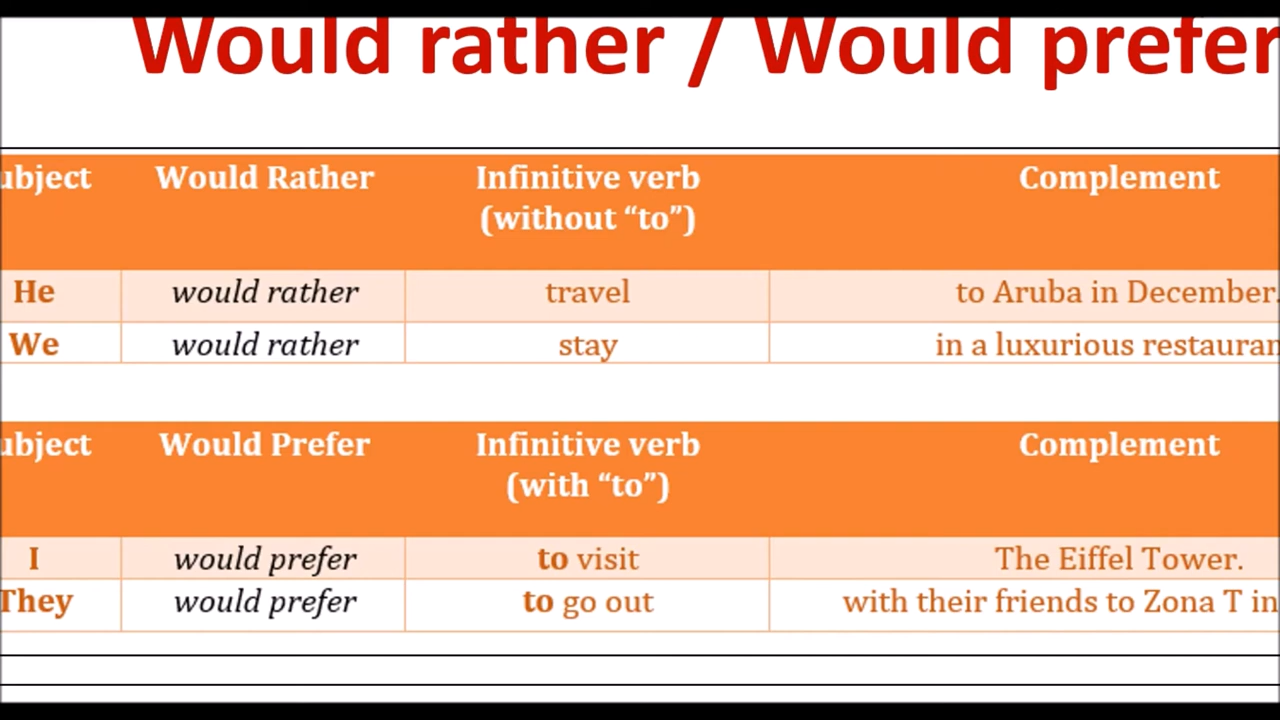 Would rather / Would prefer
ubject Would Rather Infinitive verb Complement
(without “to”)
He would rather travel to Aruba in December.
We would rather stay in a luxurious restauran
ubject Would Prefer Infinitive verb Complement
(with “to”)
I would prefer to visit The Eiffel Tower.
They would prefer to go out with their friends to Zona T in